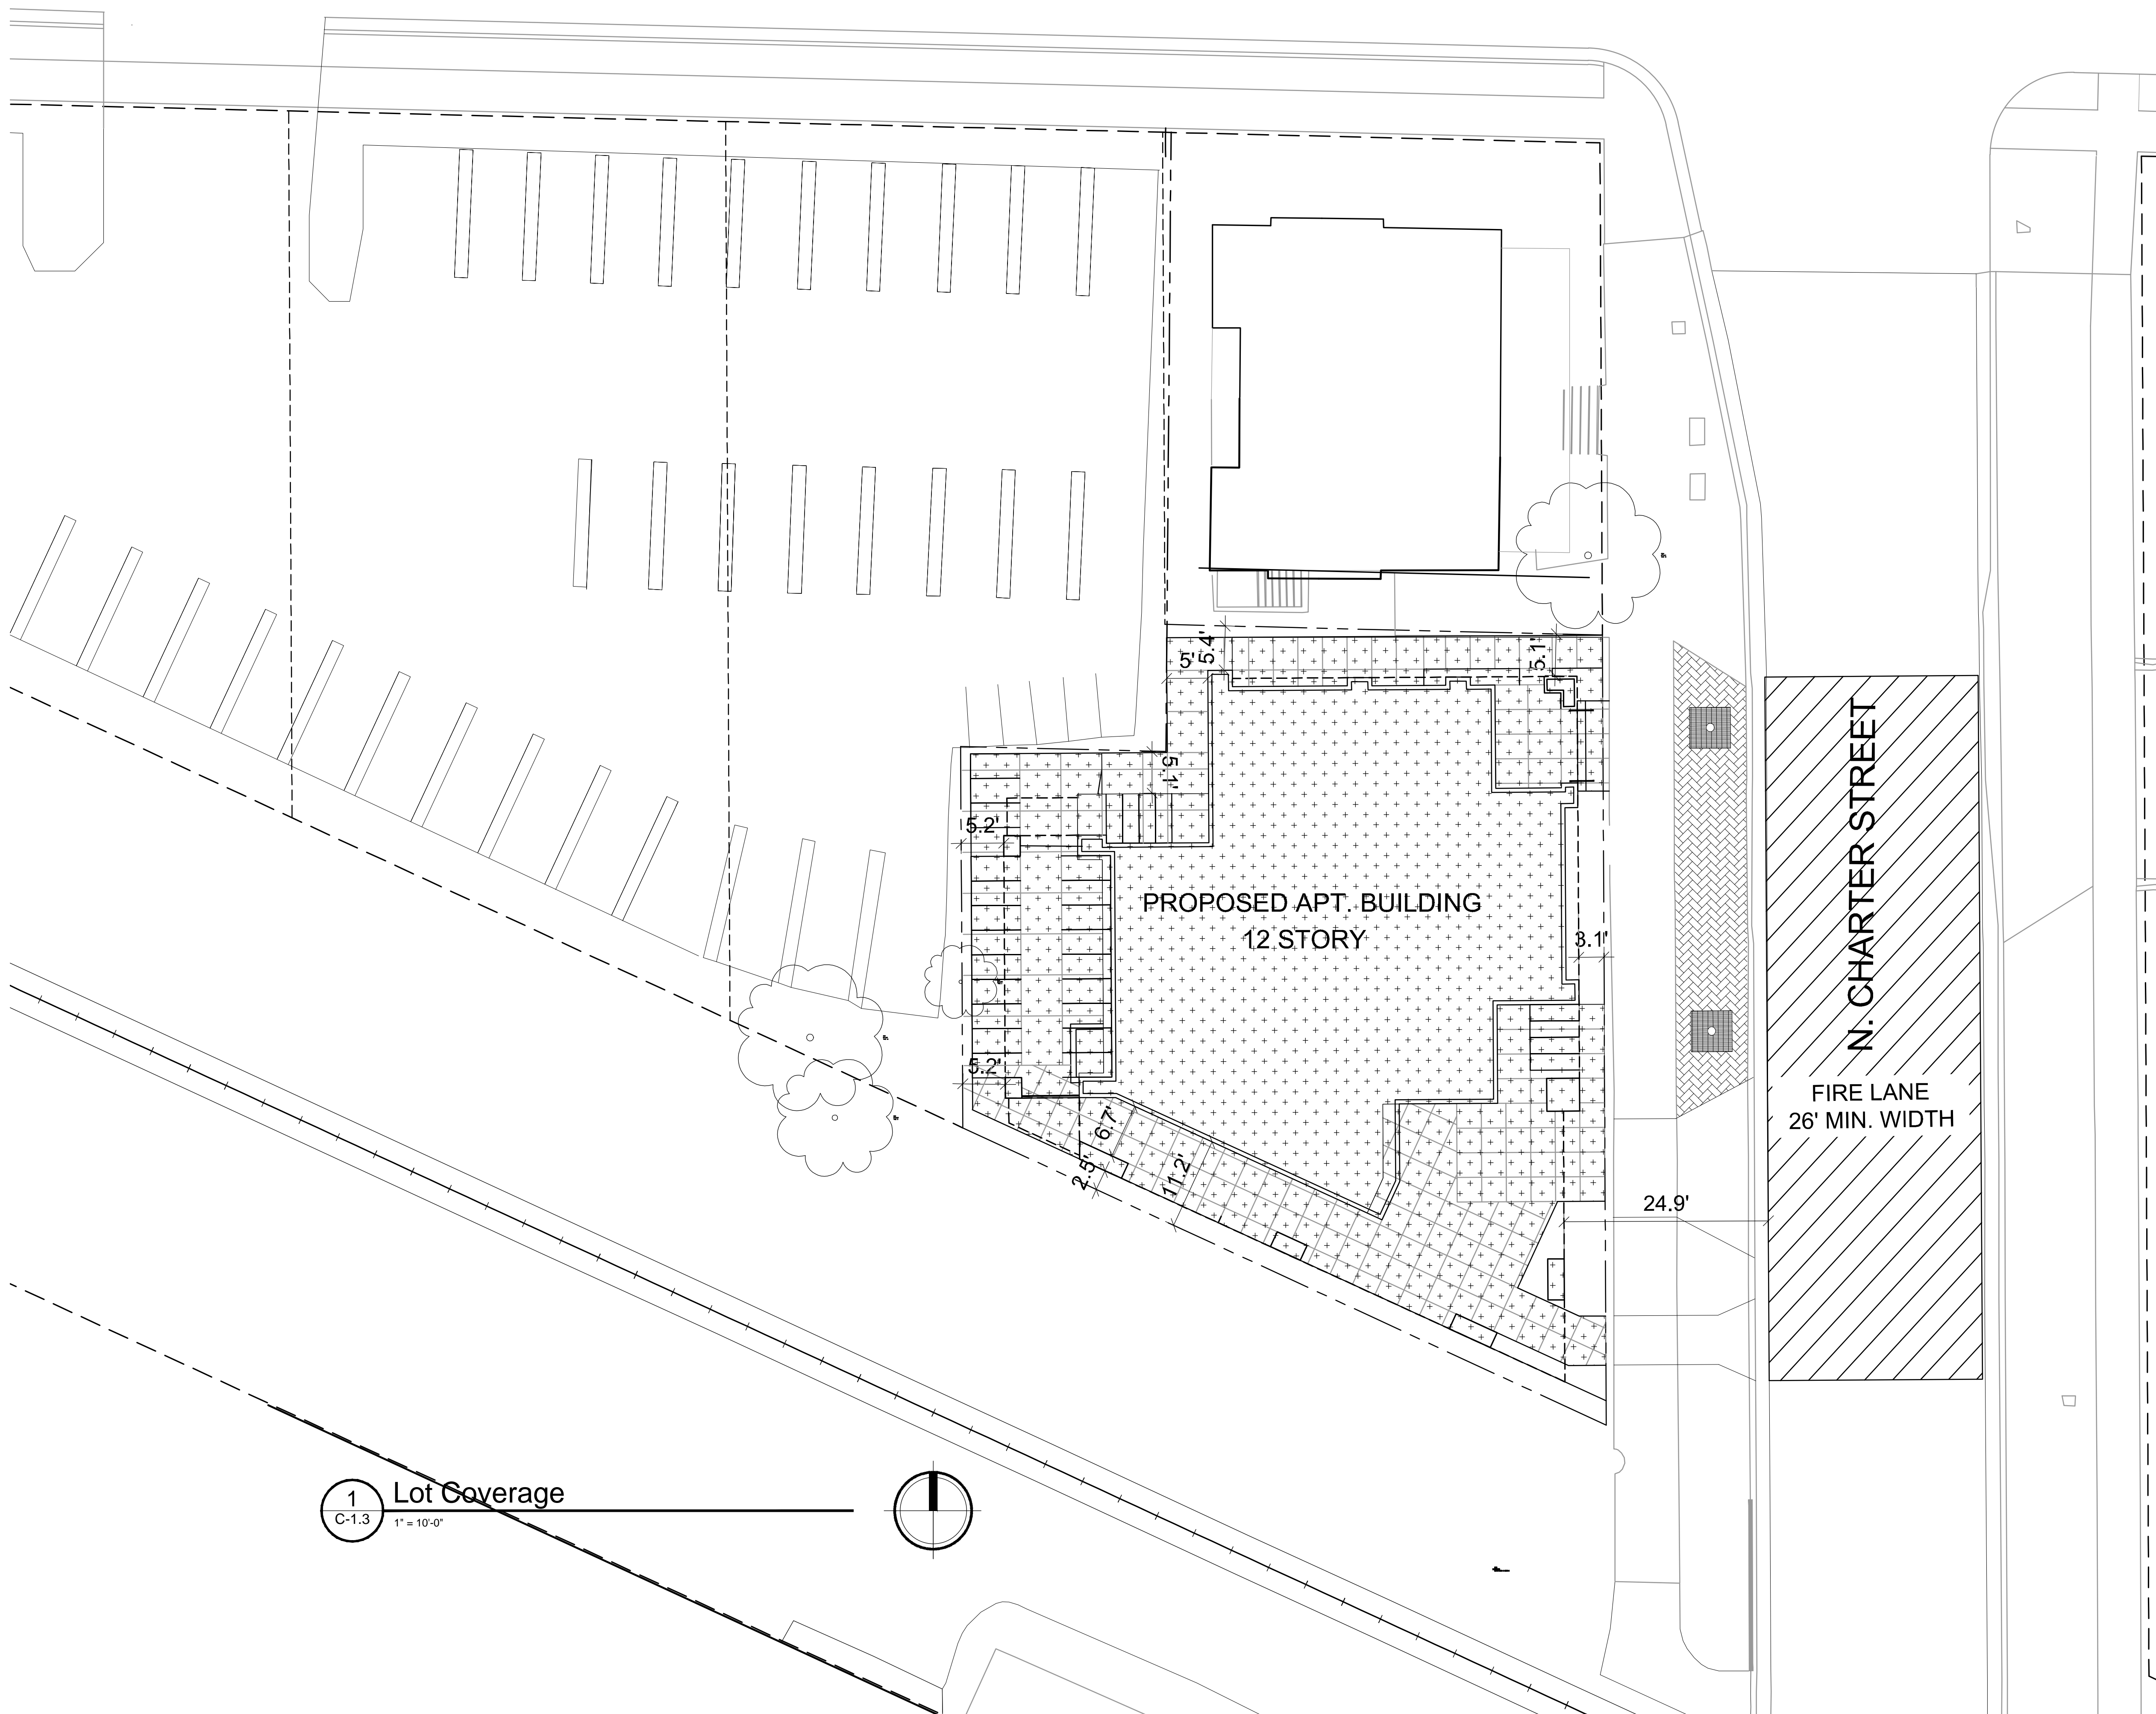 5.4'
5'
5.1'
5.1'
5.2'
N. CHARTER STREET
PROPOSED APT. BUILDING
12 STORY
3.1'
5.2'
FIRE LANE
26' MIN. WIDTH
6.7'
2.5'
11.2'
24.9'
1
C-1.3
Lot Coverage
1" = 10'-0"